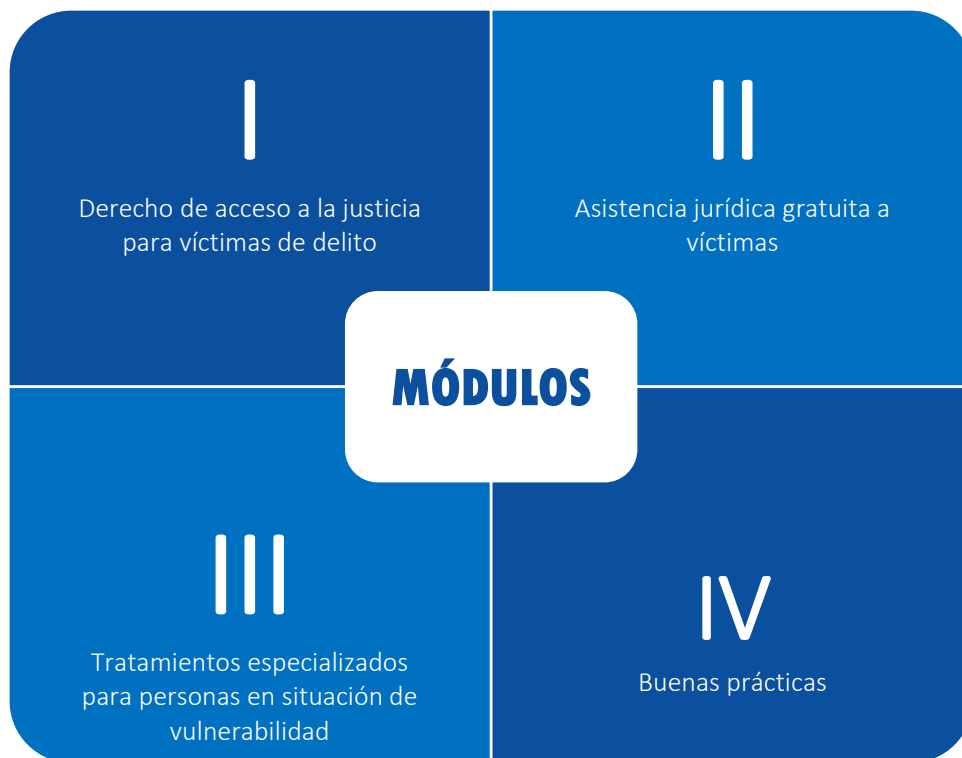 I
Derecho de acceso a la justicia
para víctimas de delito
II
Asistencia jurídica gratuita a
víctimas
MÓDULOS
III
Tratamientos especializados
para personas en situación de
vulnerabilidad
IV
Buenas prácticas